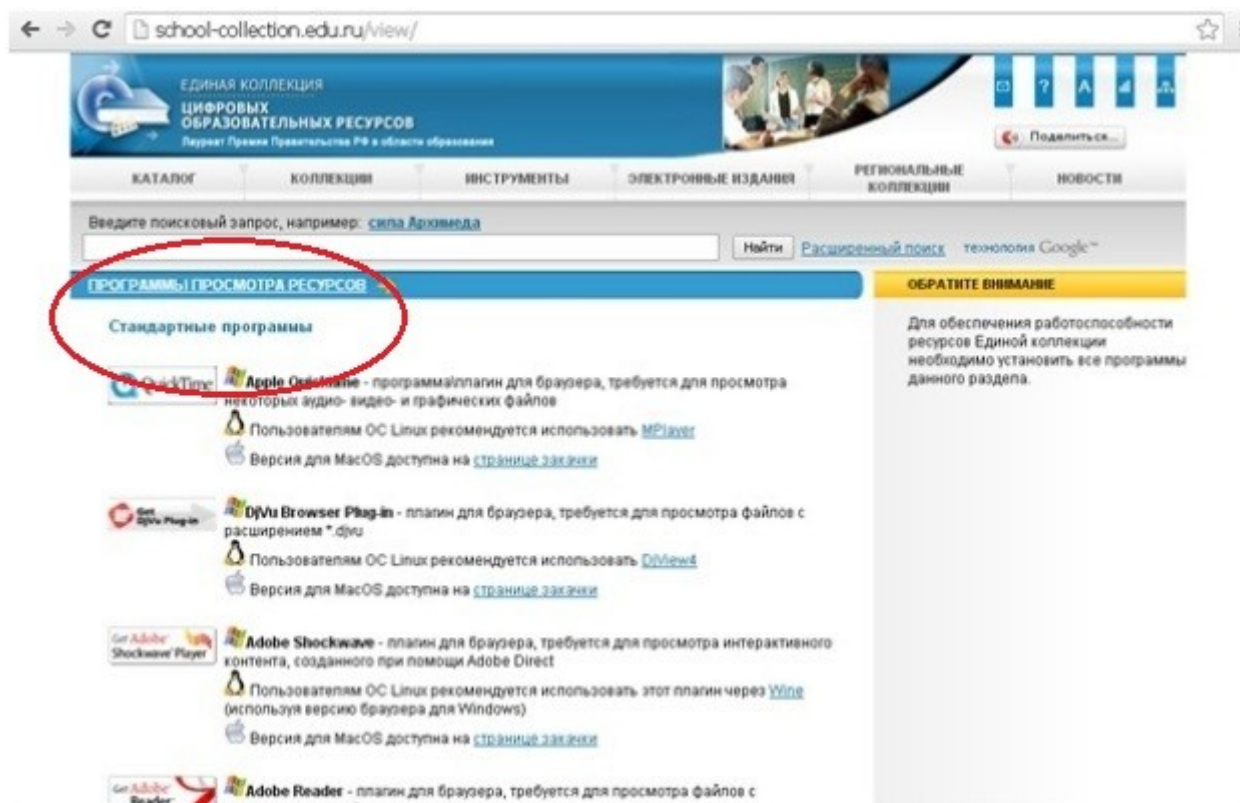 school-collection.edu.ru/view/
ЕДИНАЯ КОЛЛЕКЦИЯ
ЦИФРОВЫХ
ОБРАЗОВАТЕЛЬНЫХ РЕСУРСОВ
Лауреат Премии Правительства РФ в области образования
? A
Поделиться...
КАТАЛОГ КОЛЛЕКЦИИ ИНСТРУМЕНТЫ ЭЛЕКТРОННЫЕ ИЗДАНИЯ РЕГИОНАЛЬНЫЕ КОЛЛЕКЦИИ НОВОСТИ
Введите поисковый запрос, например: сила Архимеда
Найти Расширенный поиск технология Google™
ПРОГРАММЫ ПРОСМОТРА РЕСУРСОВ
Стандартные программы
QuickTime
Apple Quicktime - программа\плагин для браузера, требуется для просмотра
некоторых аудио- видео- и графических файлов
Пользователям ОС Linux рекомендуется использовать MPlayer
Версия для MacOS доступна на странице закачки
Get
DjVu Plug-in
DjVu Browser Plug-in - плагин для браузера, требуется для просмотра файлов с
расширением *.djvu
Пользователям ОС Linux рекомендуется использовать DjView4
Версия для MacOS доступна на странице закачки
Get Adobe
Shockwave Player
Adobe Shockwave - плагин для браузера, требуется для просмотра интерактивного
контента, созданного при помощи Adobe Direct
Пользователям ОС Linux рекомендуется использовать этот плагин через Wine
(используя версию браузера для Windows)
Версия для MacOS доступна на странице закачки
Get Adobe
Reader
Adobe Reader - плагин для браузера, требуется для просмотра файлов с
ОБРАТИТЕ ВНИМАНИЕ
Для обеспечения работоспособности
ресурсов Единой коллекции
необходимо установить все программы
данного раздела.